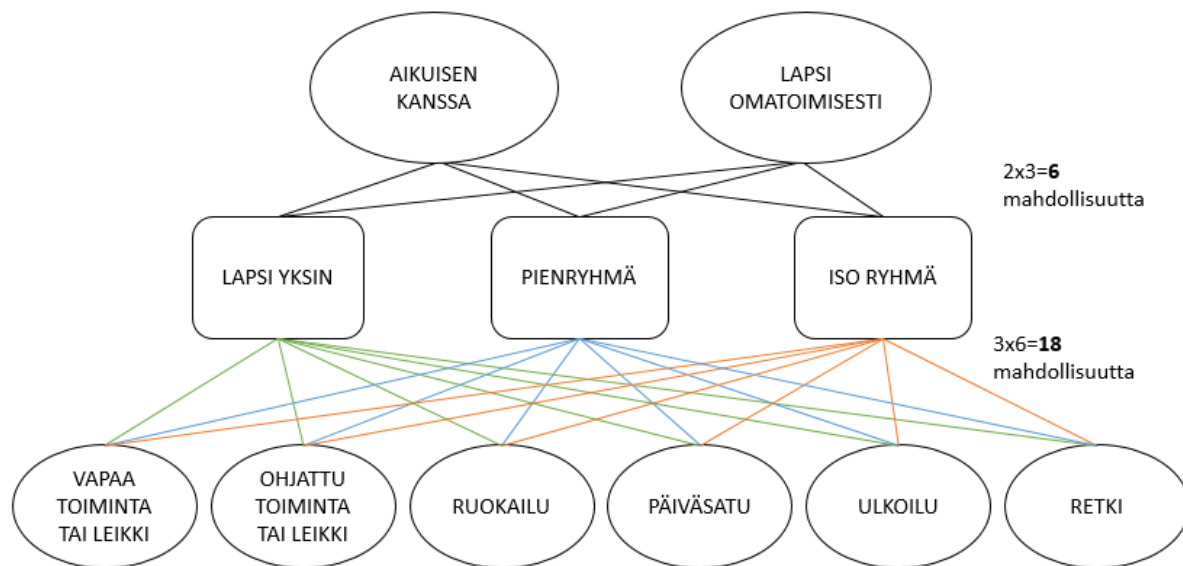 AIKUISEN
KANSSA
LAPSI
OMATOIMISESTI
2x3=6
mahdollisuutta
LAPSI YKSIN
PIENRYHMÄ
ISO RYHMÄ
3x6=18
mahdollisuutta
VAPAA
TOIMINTA
TAI LEIKKI
OHJATTU
TOIMINTA
TAI LEIKKI
RUOKAILU
PÄIVÄSATU
ULKOILU
RETKI